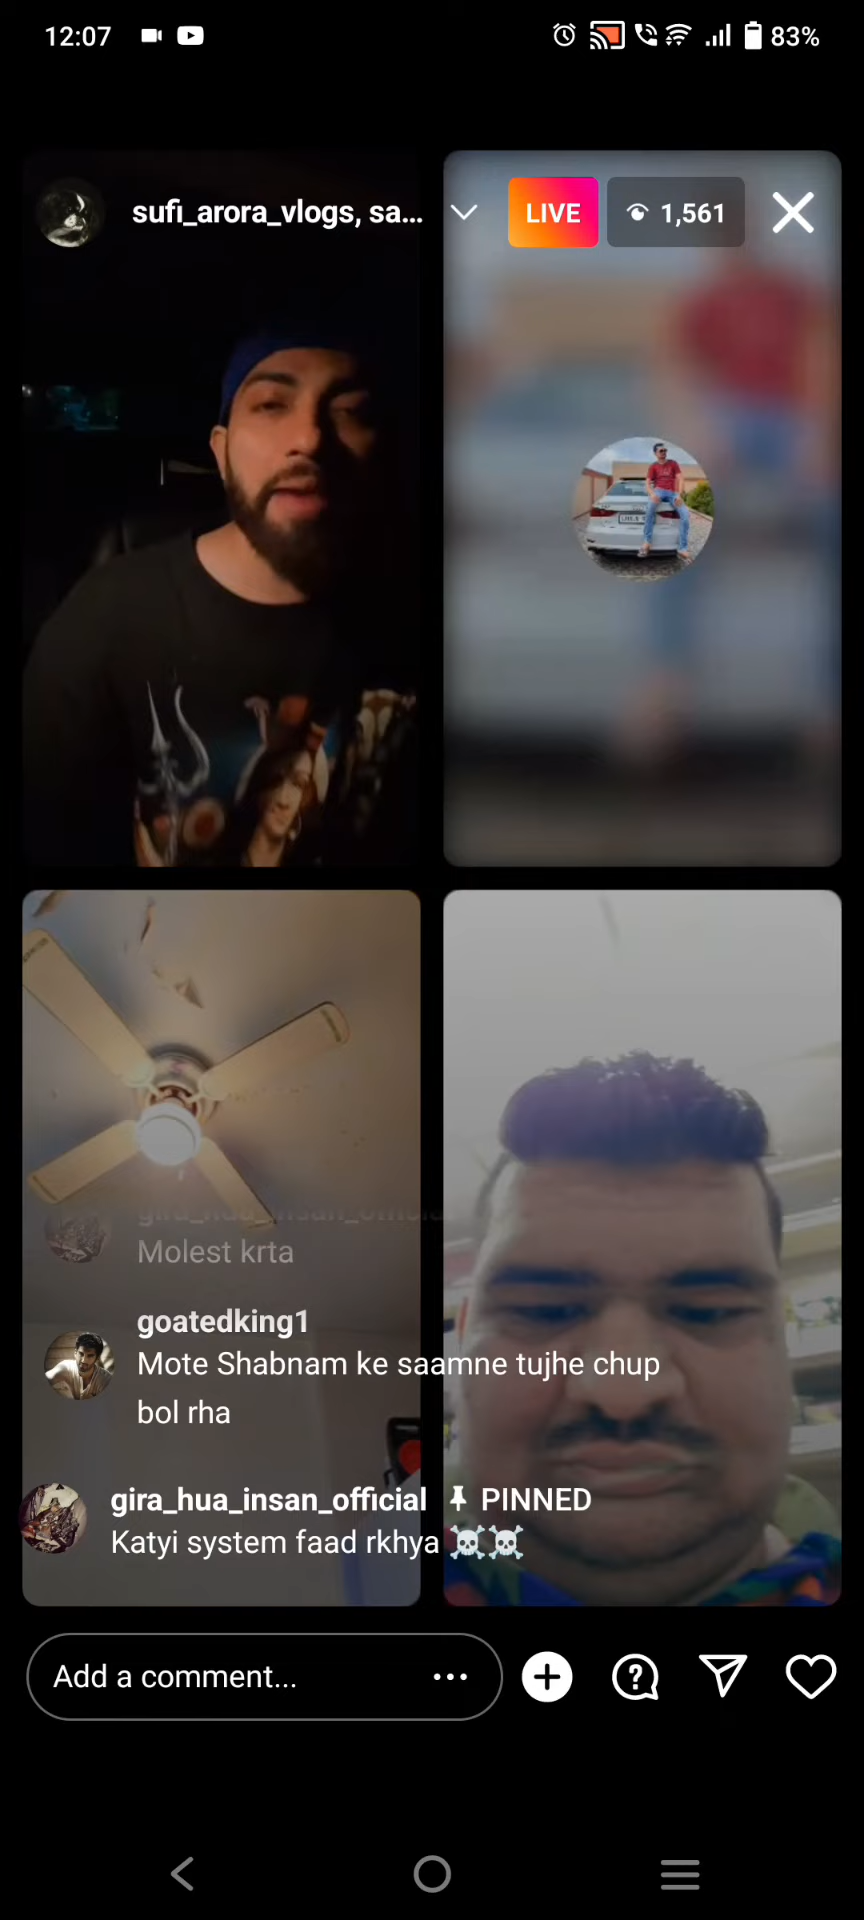 12:07
83%
sufi_arora_vlogs, sa...
LIVE
1,561
gira_hua_insan_official
Molest krta
goatedking1
Mote Shabnam ke saamne tujhe chup
bol rha
gira_hua_insan_official PINNED
Katyi system faad rkhya ☠️☠️
Add a comment...